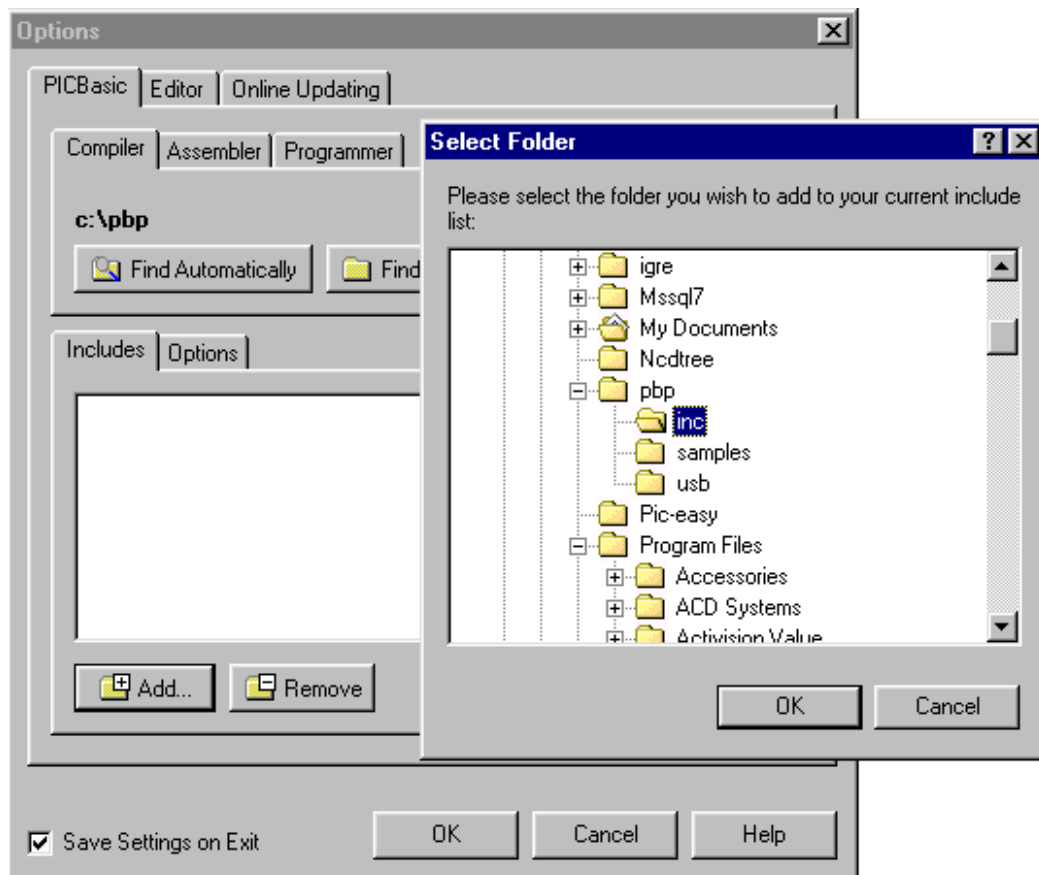 Options
PICBasic Editor Online Updating
Compiler Assembler Programmer
c:\pbp
Find Automatically Find
Includes Options
Add... Remove
Save Settings on Exit OK Cancel Help
Select Folder
Please select the folder you wish to add to your current include
list:
igre
Mssql7
My Documents
Ncdtree
pbp
inc
samples
usb
Pic-easy
Program Files
Accessories
ACD Systems
Activision Value
OK Cancel